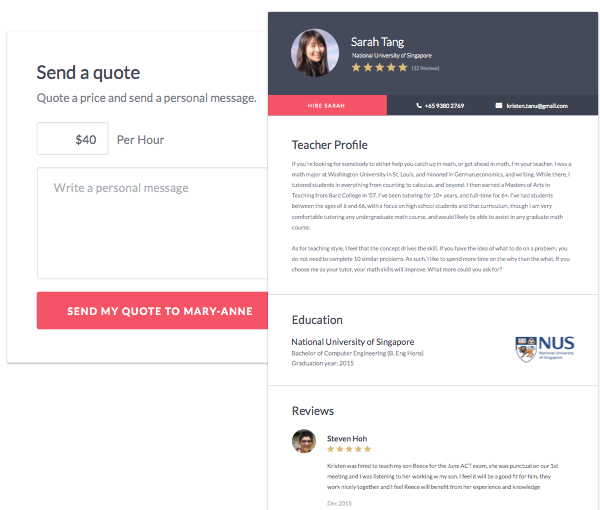 Send a quote
Quote a price and send a personal message.
$40 Per Hour
Write a personal message
SEND MY QUOTE TO MARY-ANNE
Sarah Tang
National University of Singapore
(12 Reviews)
HIRE SARAH
+65 9380 2769
kristen.tanu@gmail.com
Teacher Profile
If you're looking for somebody to either help you catch up in math, or get ahead in math, I'm your teacher. I was a
math major at Washington University in St. Louis, and minored in German,economics, and writing. While there, I
tutored students in everything from counting to calculus, and beyond. I then earned a Masters of Arts in
Teaching from Bard College in '07. I've been tutoring for 10+ years, and full-time for 6+. I've had students
between the ages of 6 and 66, with a focus on high school students and that curriculum, though I am very
comfortable tutoring any undergraduate math course, and would likely be able to assist in any graduate math
course.
As for teaching style, I feel that the concept drives the skill. If you have the idea of what to do on a problem, you
do not need to complete 10 similar problems. As such, I like to spend more time on the why than the what. If you
choose me as your tutor, your math skills will improve. What more could you ask for?
Education
National University of Singapore
Bachelor of Computer Engineering (B. Eng Hons)
Graduation year: 2015
NUS
National University
of Singapore
Reviews
Steven Hoh
Kristen was hired to teach my son Reece for the June ACT exam, she was punctual on our 1st
meeting and I was listening to her working w my son. I feel it will be a good fit for him, they
work nicely together and I feel Reece will benefit from her experience and knowledge
Dec 2015